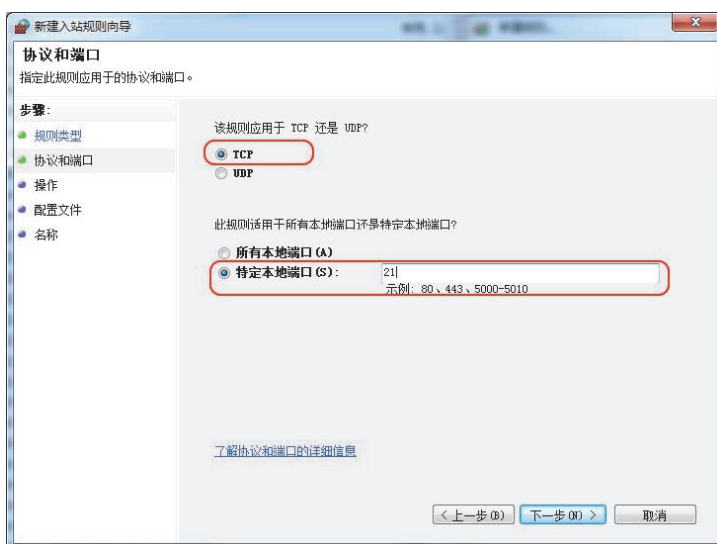 新建入站规则向导
协议和端口
指定此规则应用于的协议和端口。
步骤:
规则类型
协议和端口
操作
配置文件
名称
该规则应用于 TCP 还是 UDP?
TCP
UDP
此规则适用于所有本地端口还是特定本地端口?
所有本地端口(A)
特定本地端口(S): 21
示例: 80、443、5000-5010
了解协议和端口的详细信息
<上一步(B) 下一步(N)> 取消